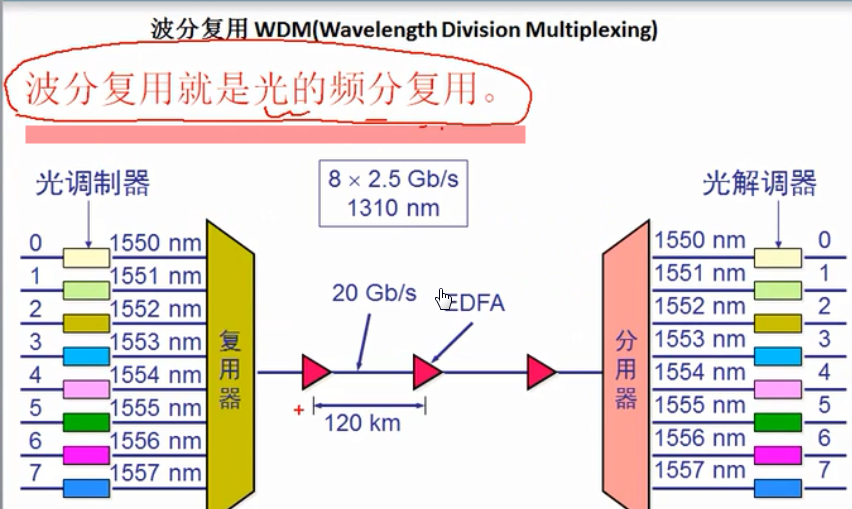 波分复用 WDM(Wavelength Division Multiplexing)
波分复用就是光的频分复用。
光调制器
8 × 2.5 Gb/s
1310 nm
光解调器
0 1550 nm
1 1551 nm
2 1552 nm
3 1553 nm
4 1554 nm
5 1555 nm
6 1556 nm
7 1557 nm
复用器
20 Gb/s
EDFA
+
120 km
分用器
1550 nm 0
1551 nm 1
1552 nm 2
1553 nm 3
1554 nm 4
1555 nm 5
1556 nm 6
1557 nm 7